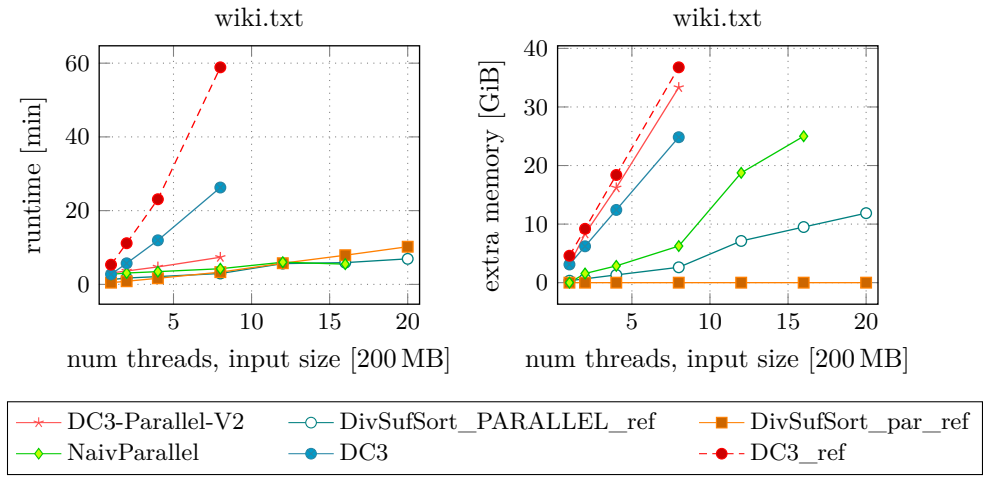 wiki.txt
wiki.txt
runtime [min]
60
40
20
0
5
10
15
20
num threads, input size [200 MB]
extra memory [GiB]
40
30
20
10
0
5
10
15
20
num threads, input size [200 MB]
DC3-Parallel-V2
DivSufSort_PARALLEL_ref
DivSufSort_par_ref
NaivParallel
DC3
DC3_ref